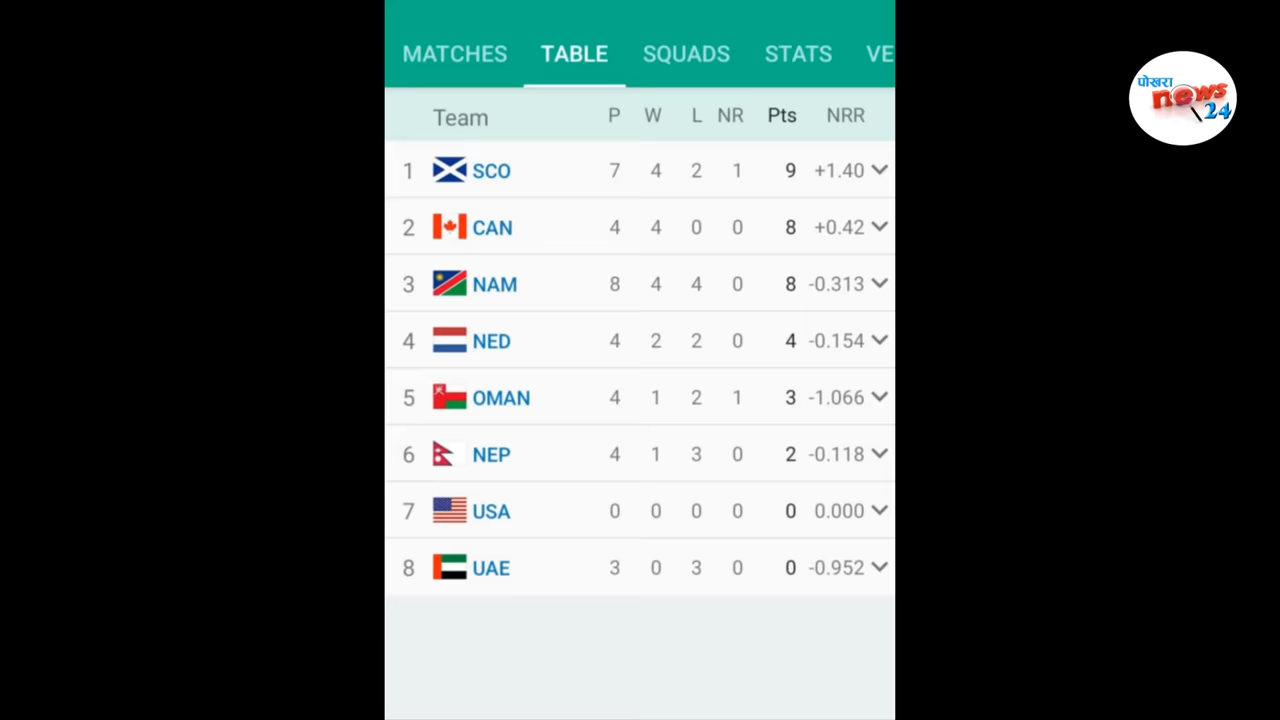 MATCHES TABLE SQUADS STATS VE
पोखरा
news
24
Team P W L NR Pts NRR
1 SCO 7 4 2 1 9 +1.40
2 CAN 4 4 0 0 8 +0.42
3 NAM 8 4 4 0 8 -0.313
4 NED 4 2 2 0 4 -0.154
5 OMAN 4 1 2 1 3 -1.066
6 NEP 4 1 3 0 2 -0.118
7 USA 0 0 0 0 0 0.000
8 UAE 3 0 3 0 0 -0.952